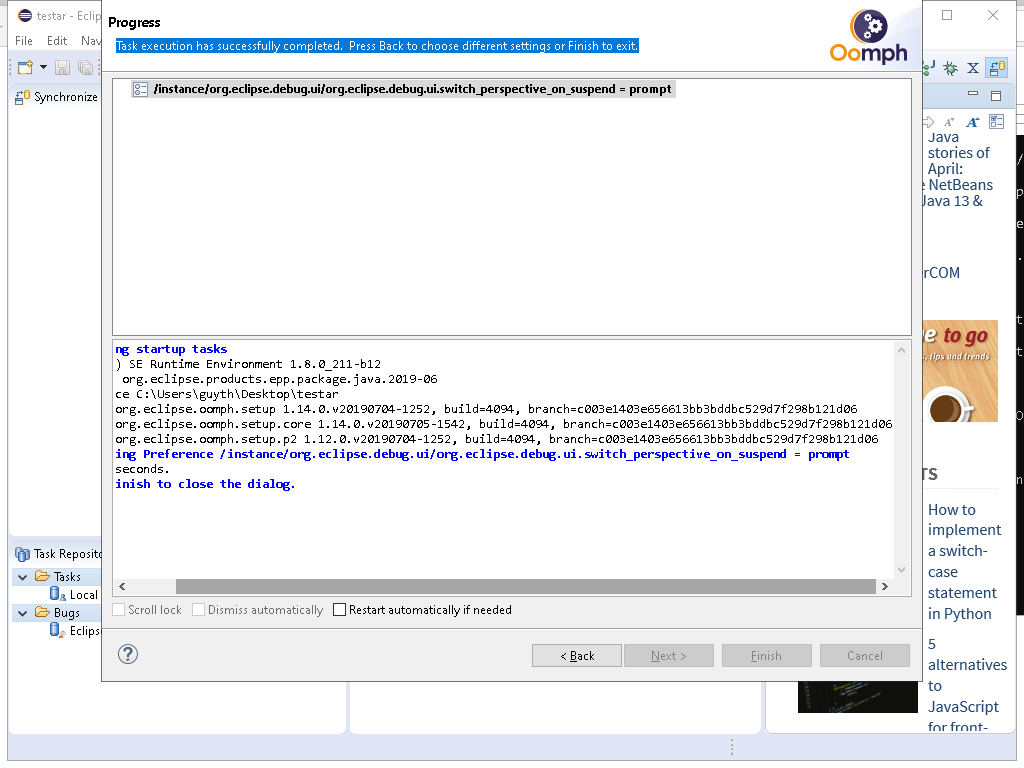 testar - Eclip
File Edit Nav
Synchronize
Progress
Task execution has successfully completed. Press Back to choose different settings or Finish to exit.
Oomph
/instance/org.eclipse.debug.ui/org.eclipse.debug.ui.switch_perspective_on_suspend = prompt
ng startup tasks
) SE Runtime Environment 1.8.0_211-b12
org.eclipse.products.epp.package.java.2019-06
ce C:\Users\guyth\Desktop\testar
org.eclipse.oomph.setup 1.14.0.v20190704-1252, build=4094, branch=c003e1403e656613bb3bddbc529d7f298b121d06
org.eclipse.oomph.setup.core 1.14.0.v20190705-1542, build=4094, branch=c003e1403e656613bb3bddbc529d7f298b121d06
org.eclipse.oomph.setup.p2 1.12.0.v20190704-1252, build=4094, branch=c003e1403e656613bb3bddbc529d7f298b121d06
ing Preference /instance/org.eclipse.debug.ui/org.eclipse.debug.ui.switch_perspective_on_suspend = prompt
seconds.
inish to close the dialog.
Scroll lock Dismiss automatically Restart automatically if needed
< Back Next > Finish Cancel
Task Reposito
Tasks
Local
Bugs
Eclips
Java
stories of
April:
NetBeans
Java 13 &
erCOM
e to go
, tips and trends
TS
How to
implement
a switch-
case
statement
in Python
5
alternatives
to
JavaScript
for front-